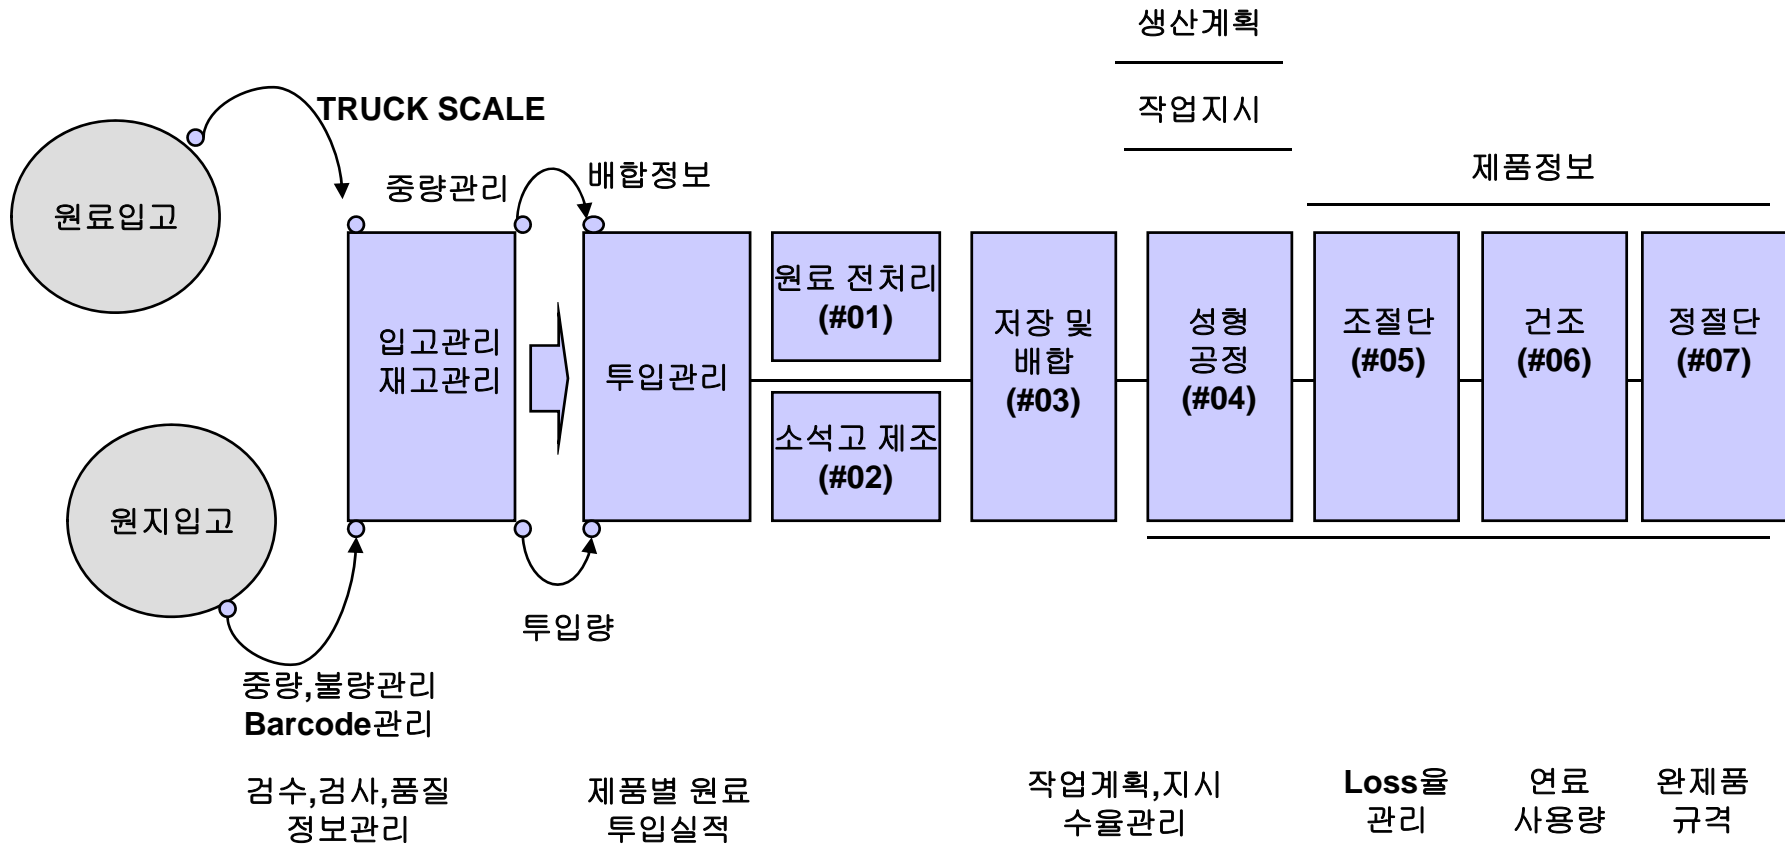 생산계획
작업지시
TRUCK SCALE
제품정보
중량관리
배합정보
원료입고
원료 전처리
(#01)
입고관리
재고관리
투입관리
저장 및
배합
(#03)
성형
공정
(#04)
조절단
(#05)
건조
(#06)
정절단
(#07)
소석고 제조
(#02)
원지입고
투입량
중량,불량관리
Barcode관리
검수,검사,품질
정보관리
제품별 원료
투입실적
작업계획,지시
수율관리
Loss율
관리
연료
사용량
완제품
규격